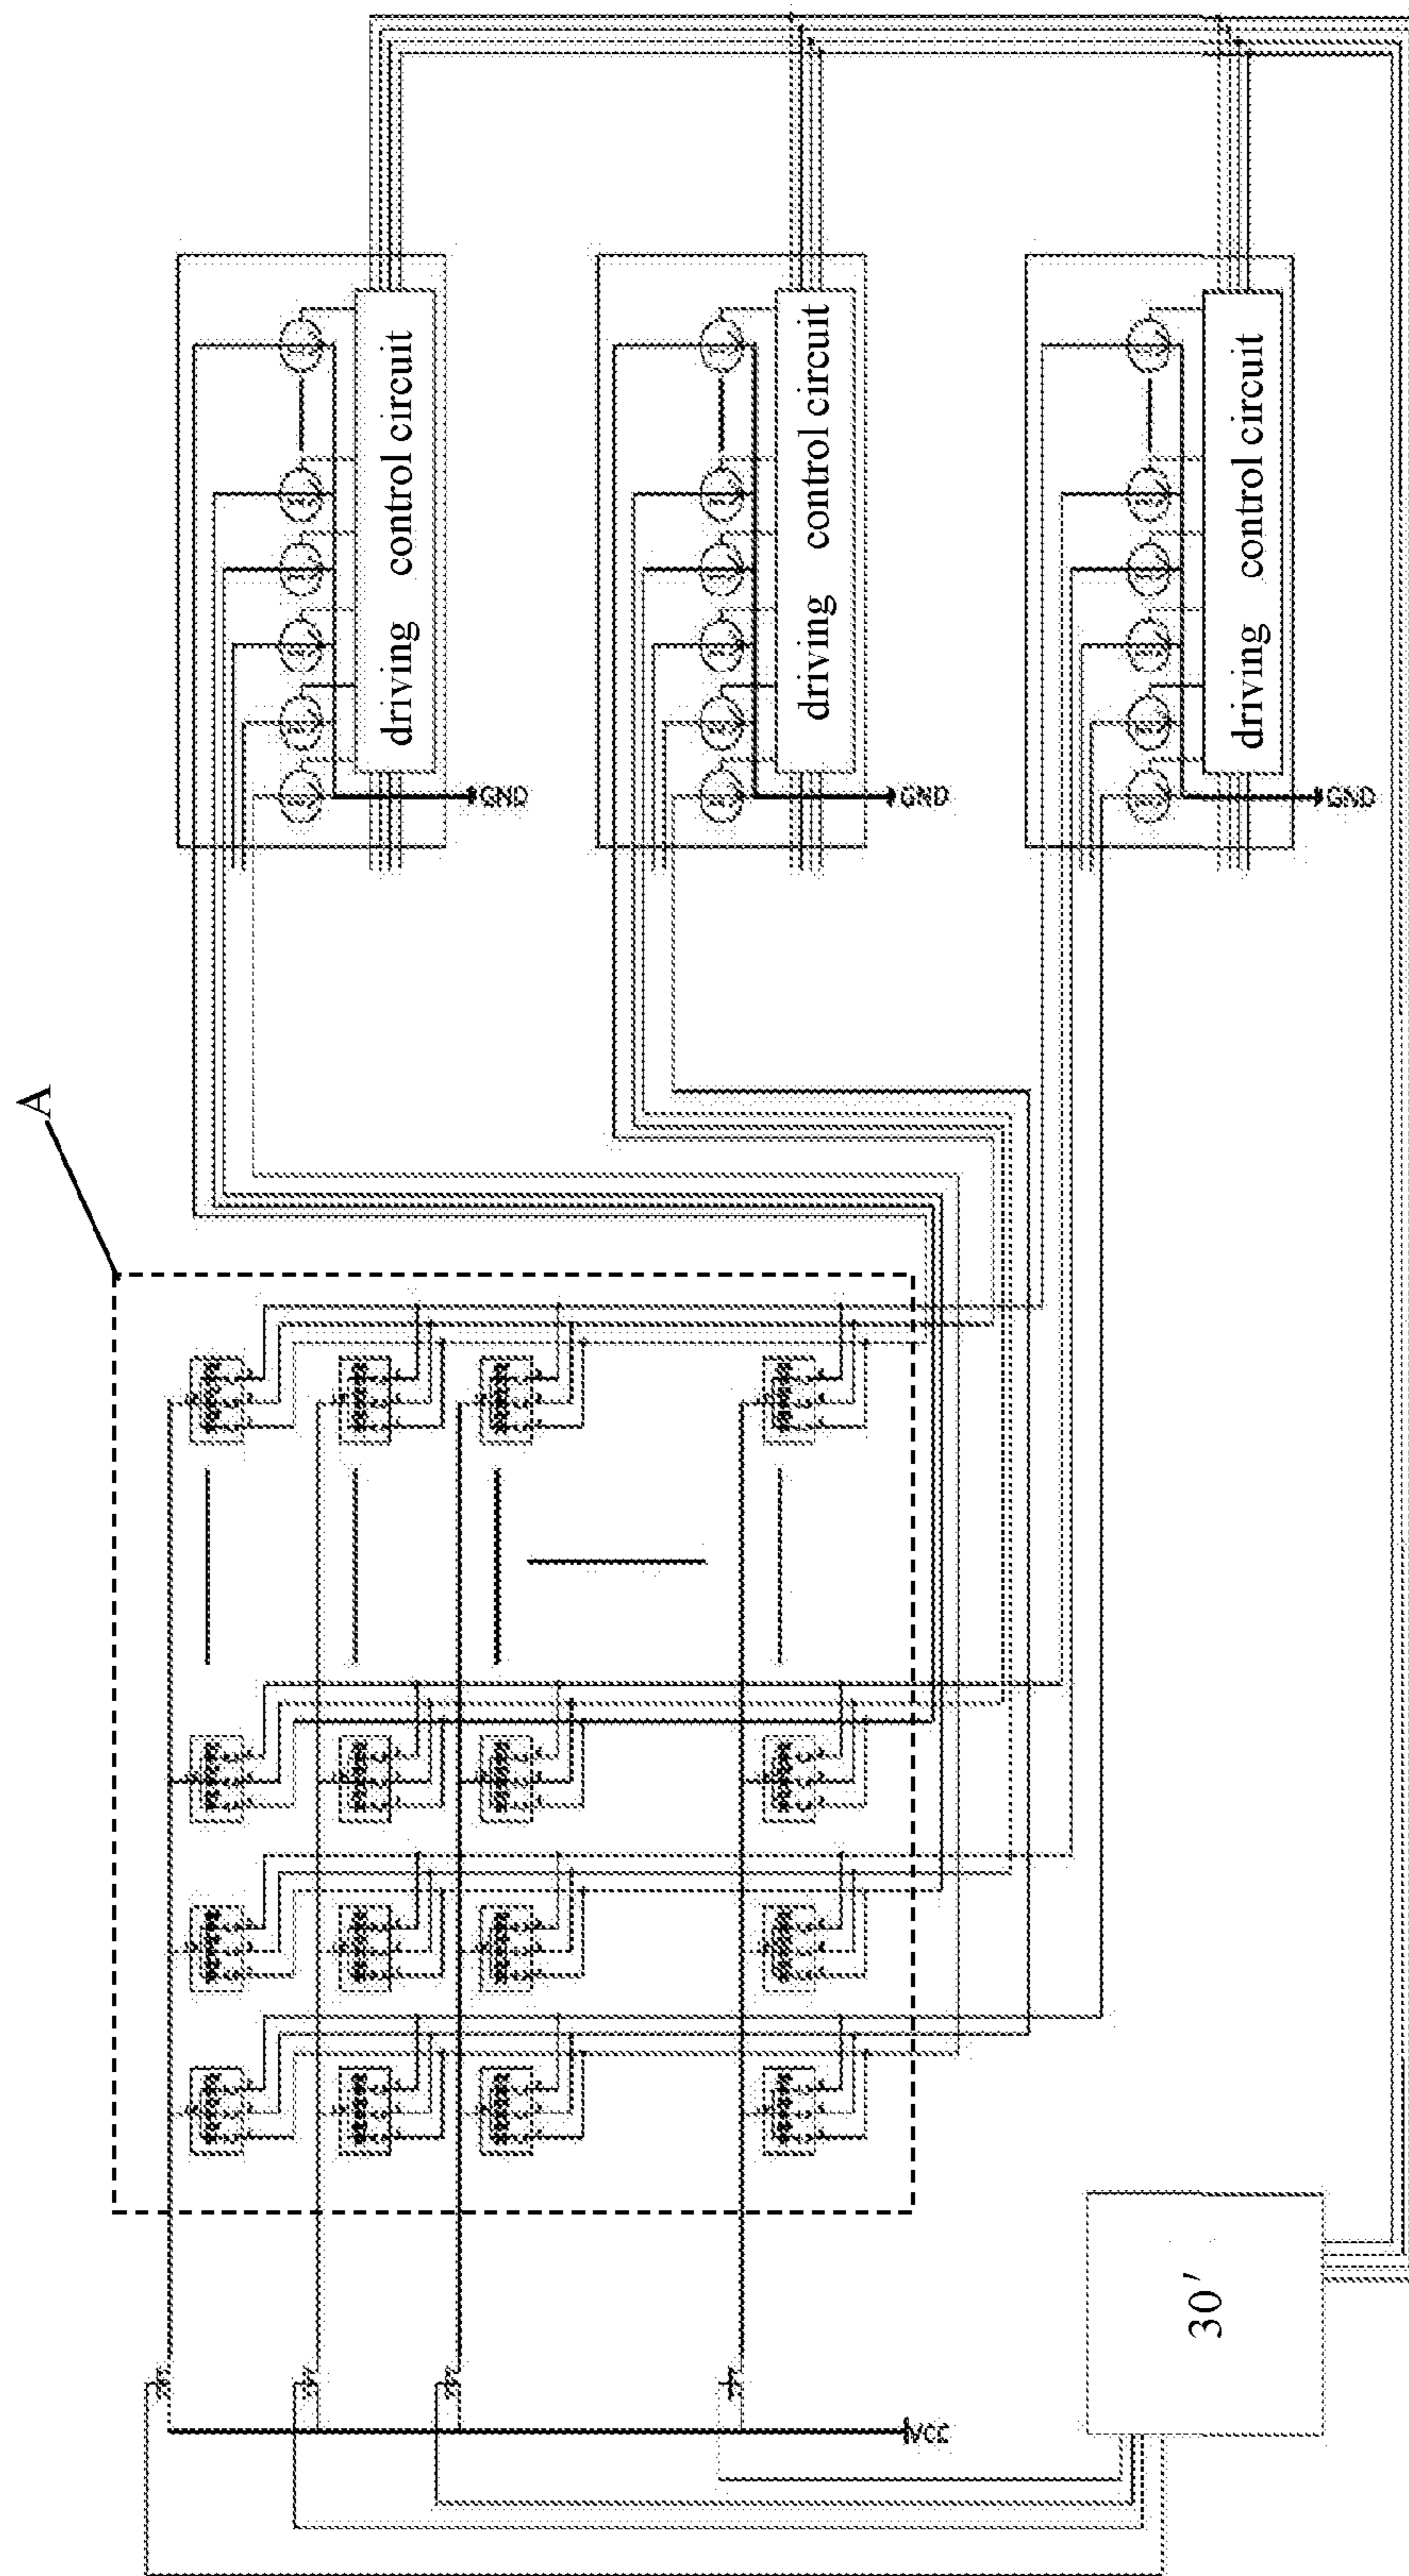 A
driving control circuit
GND
driving control circuit
GND
driving control circuit
GND
VCC
30'